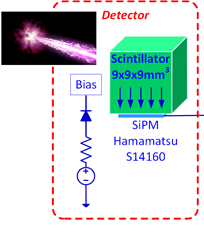 Detector
Scintillator
9x9x9mm³
Bias
SiPM
Hamamatsu
S14160